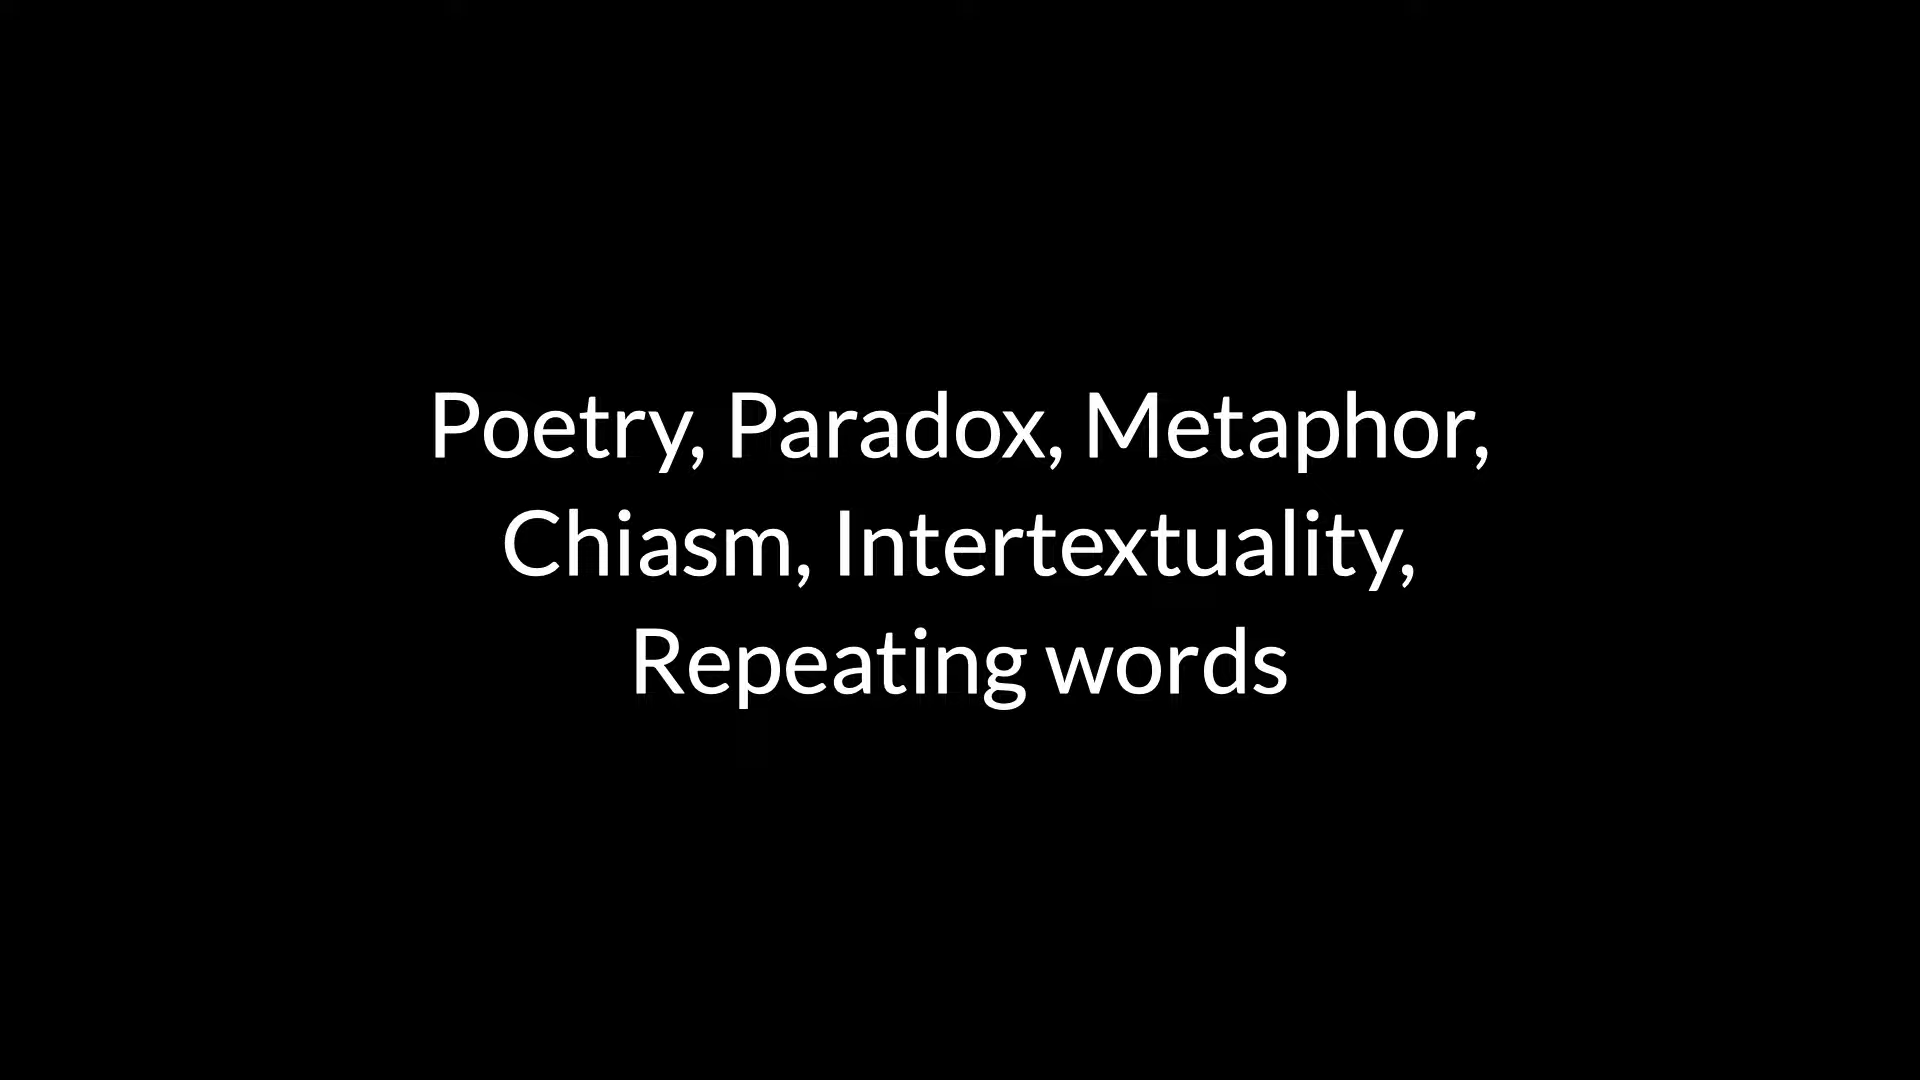 Poetry, Paradox, Metaphor,
Chiasm, Intertextuality,
Repeating words